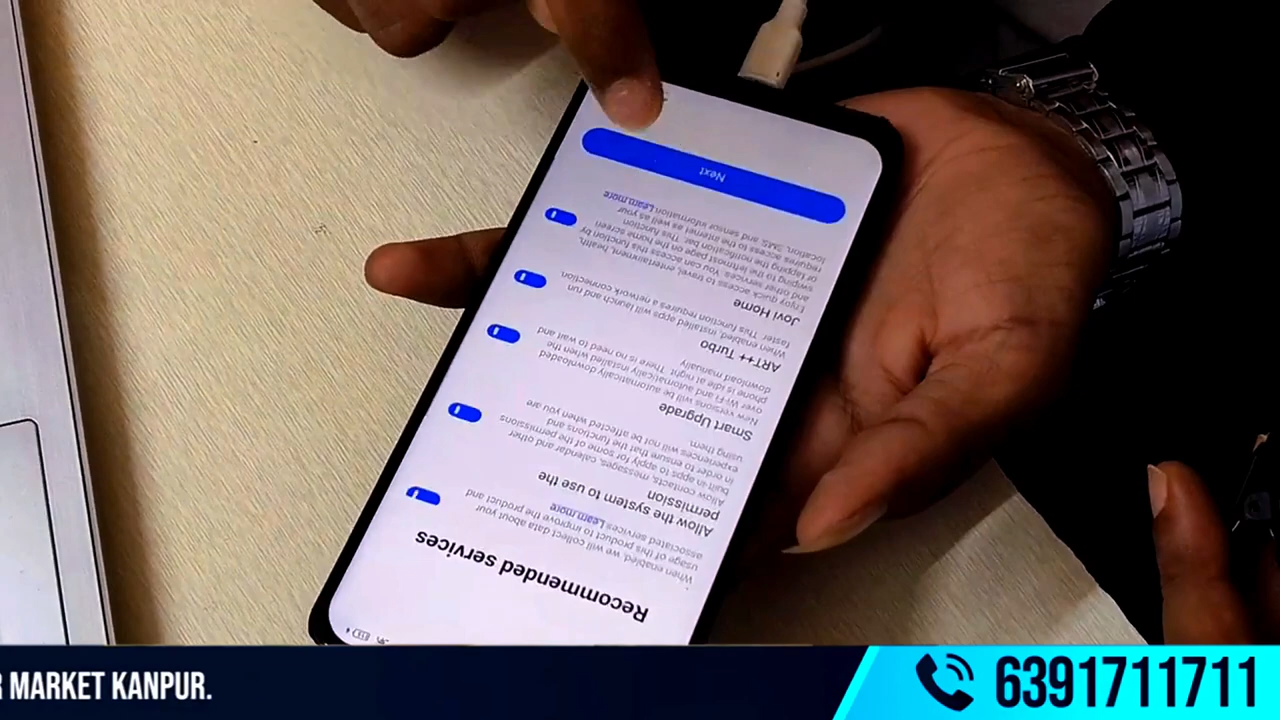 Recommended services
When enabled, we will collect data about your
usage of this product to improve the product and
associated services. Learn more
Allow the system to use the
permission
Allow contacts, messages, calendar and other
built-in apps to apply for some of the permissions
in order to ensure that the functions and
experiences will not be affected when you are
using them.
Smart Upgrade
New versions will be automatically downloaded
over Wi-Fi and automatically installed when the
phone is idle at night. There is no need to wait and
download manually
ART++ Turbo
When enabled, installed apps will launch and run
faster. This function requires a network connection
Jovi Home
Enjoy quick access to travel, entertainment, health,
and other services. You can access this function by
swiping to the leftmost page on the home screen
or tapping the notification bar. This function
requires access to the internet as well as your
location, SMS, and sensor information. Learn more
Next
R MARKET KANPUR.
6391711711